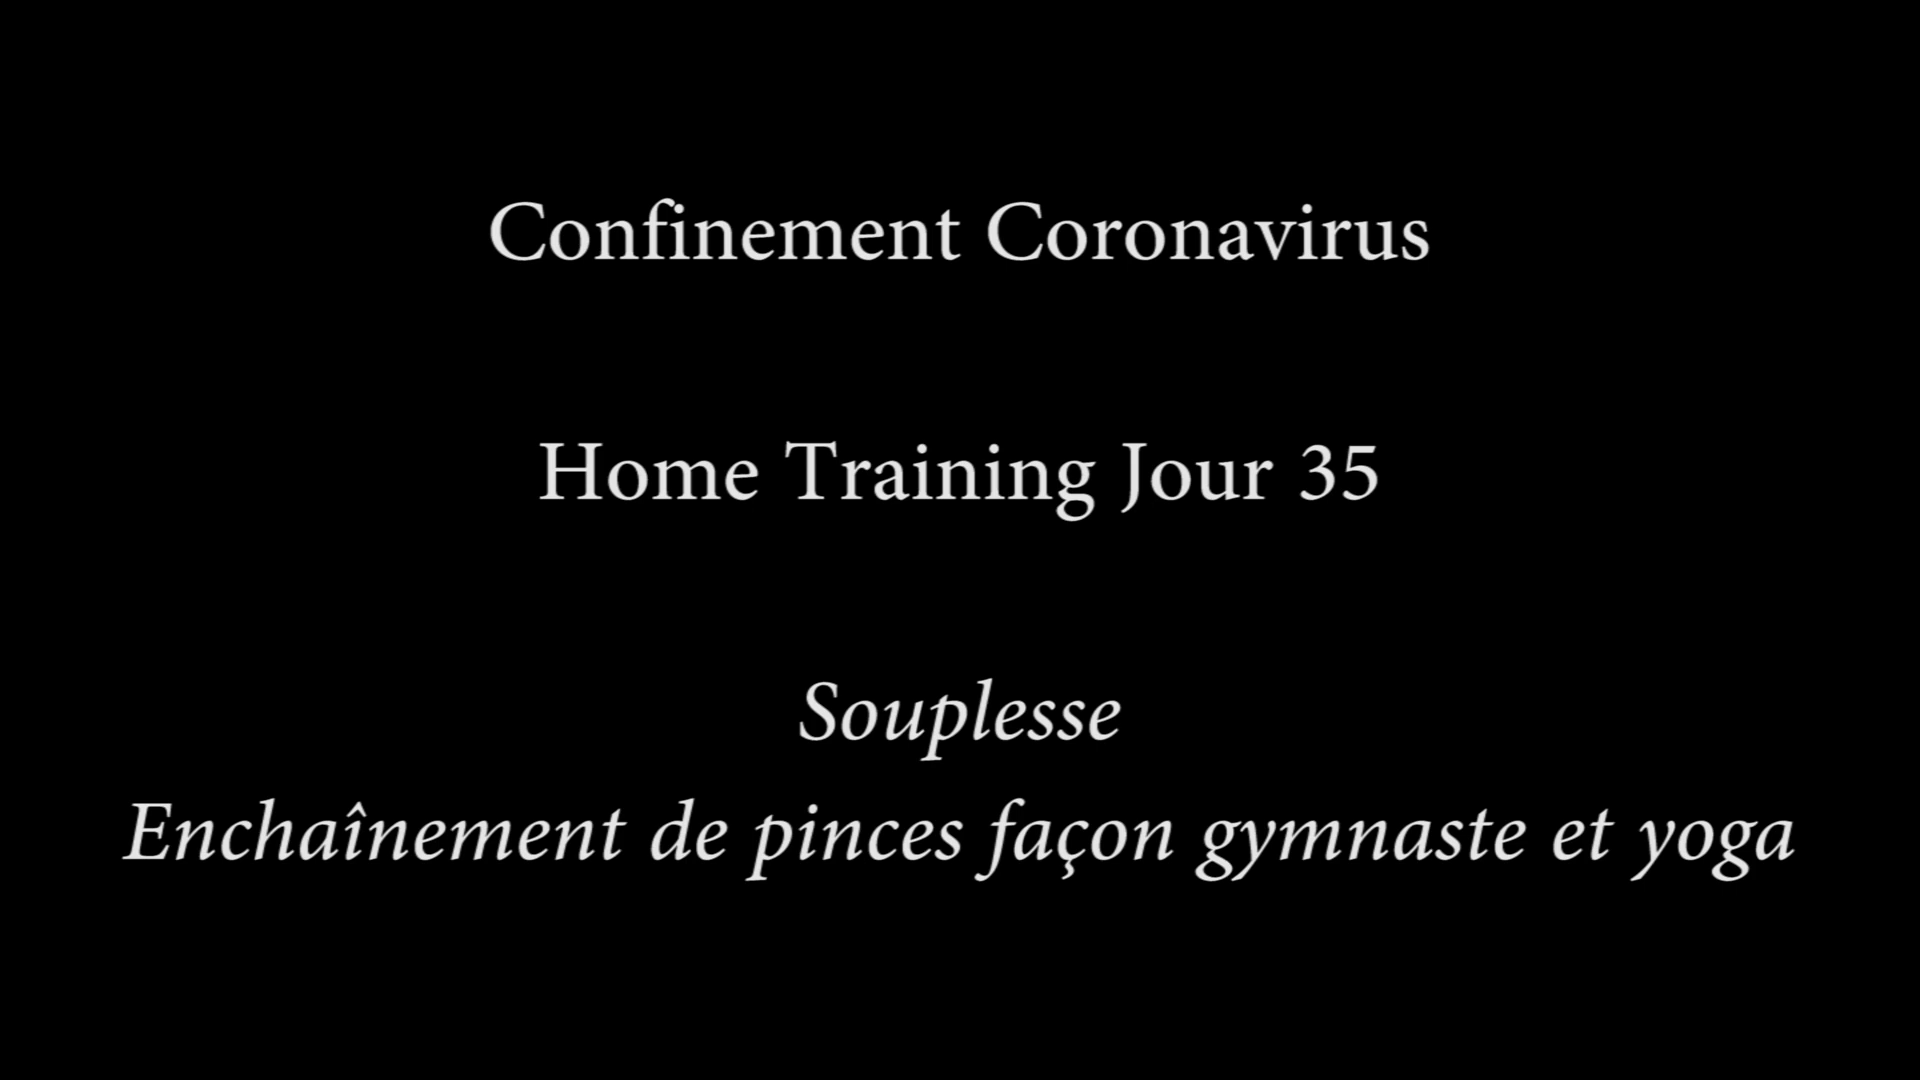 Confinement Coronavirus
Home Training Jour 35
Souplesse
Enchaînement de pinces façon gymnaste et yoga